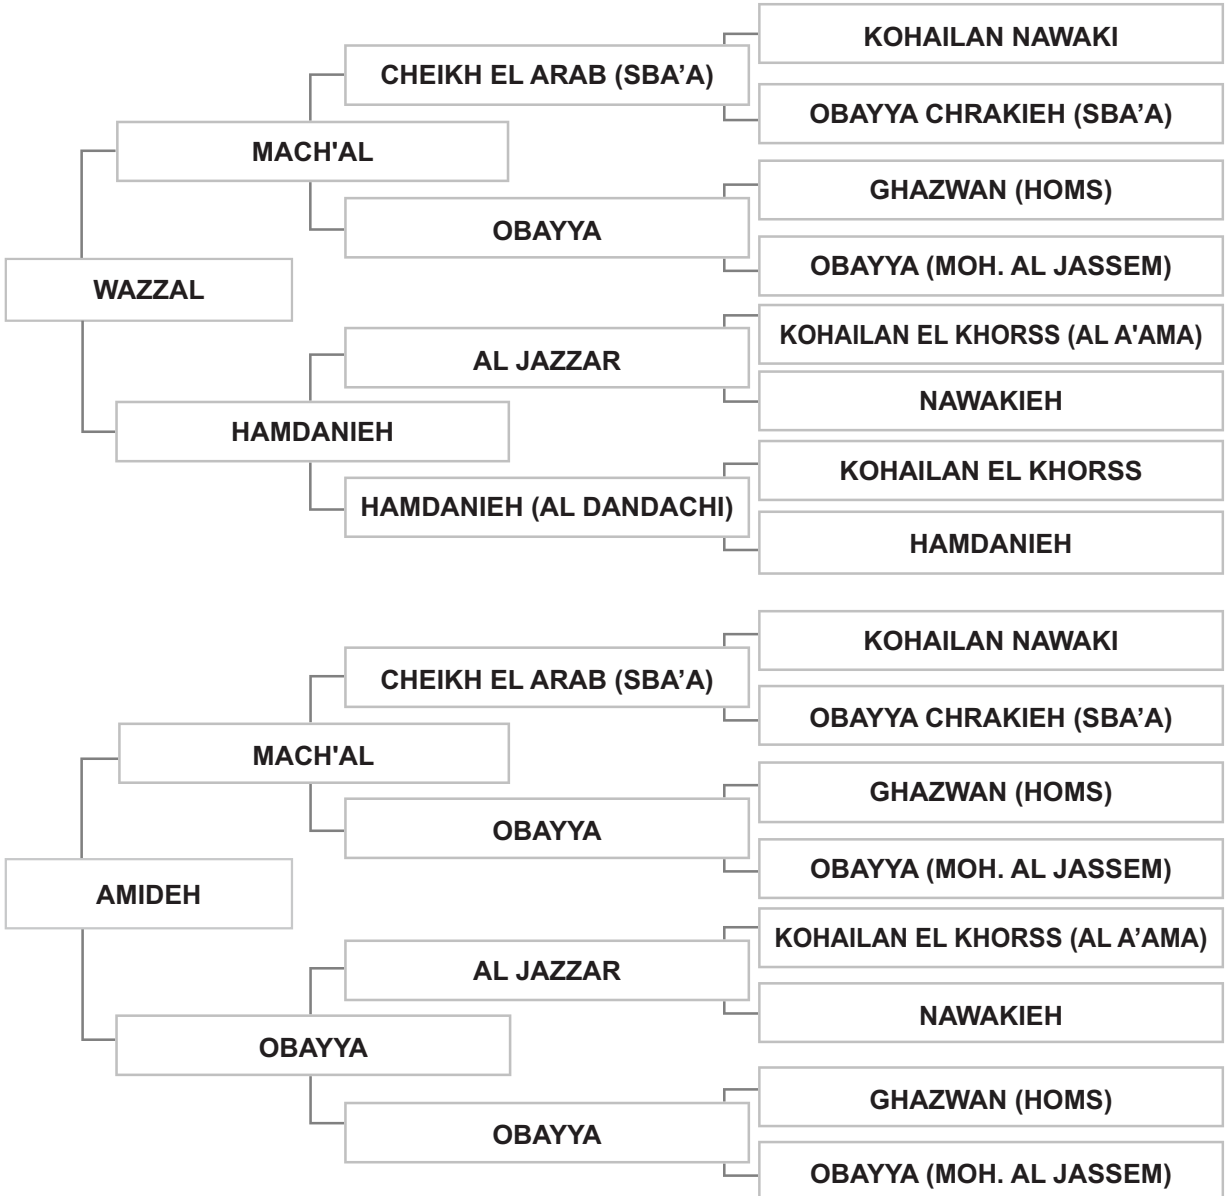 KOHAILAN NAWAKI
CHEIKH EL ARAB (SBA’A)
OBAYYA CHRAKIEH (SBA’A)
MACH'AL
GHAZWAN (HOMS)
OBAYYA
OBAYYA (MOH. AL JASSEM)
WAZZAL
KOHAILAN EL KHORSS (AL A'AMA)
AL JAZZAR
NAWAKIEH
HAMDANIEH
KOHAILAN EL KHORSS
HAMDANIEH (AL DANDACHI)
HAMDANIEH
KOHAILAN NAWAKI
CHEIKH EL ARAB (SBA’A)
OBAYYA CHRAKIEH (SBA’A)
MACH'AL
GHAZWAN (HOMS)
OBAYYA
OBAYYA (MOH. AL JASSEM)
AMIDEH
KOHAILAN EL KHORSS (AL A’AMA)
AL JAZZAR
NAWAKIEH
OBAYYA
GHAZWAN (HOMS)
OBAYYA
OBAYYA (MOH. AL JASSEM)